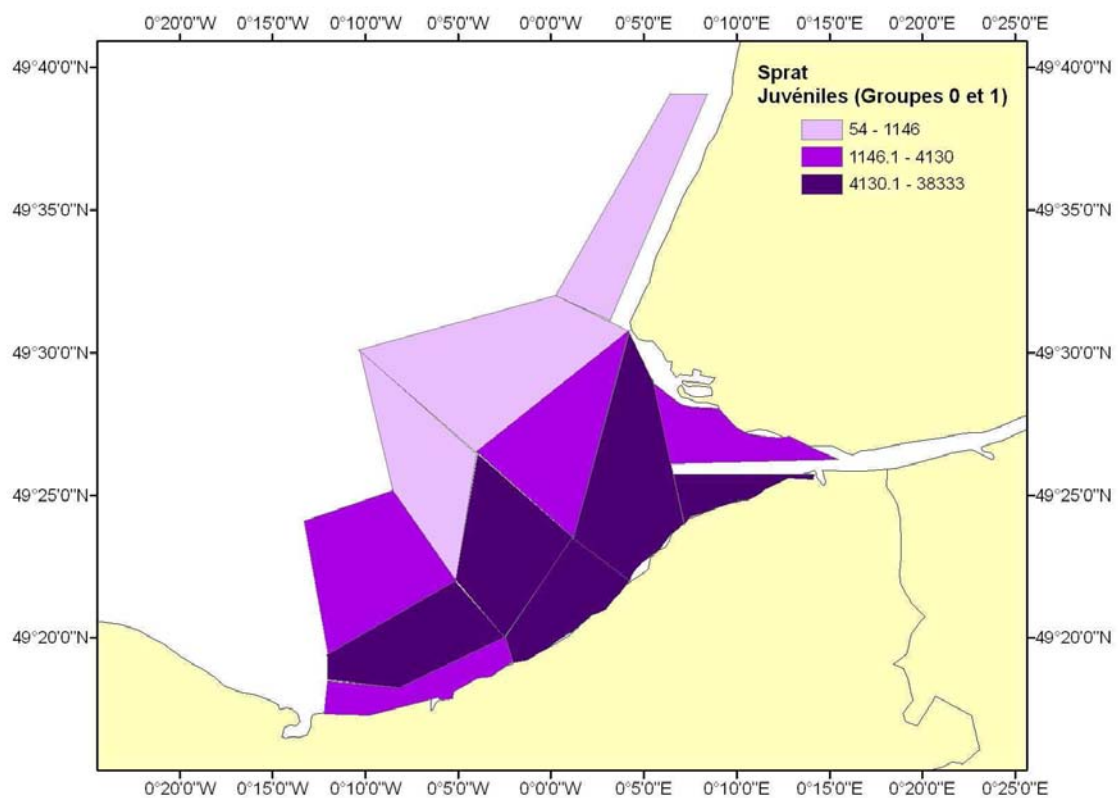 0°20'0"W 0°15'0"W 0°10'0"W 0°5'0"W 0°0'0"E 0°5'0"E 0°10'0"E 0°15'0"E 0°20'0"E 0°25'0"E
49°40'0"N 49°40'0"N
Sprat
Juvéniles (Groupes 0 et 1)
54 - 1146
1146.1 - 4130
4130.1 - 38333
49°35'0"N 49°35'0"N
49°30'0"N 49°30'0"N
49°25'0"N 49°25'0"N
49°20'0"N 49°20'0"N
0°20'0"W 0°15'0"W 0°10'0"W 0°5'0"W 0°0'0"E 0°5'0"E 0°10'0"E 0°15'0"E 0°20'0"E 0°25'0"E